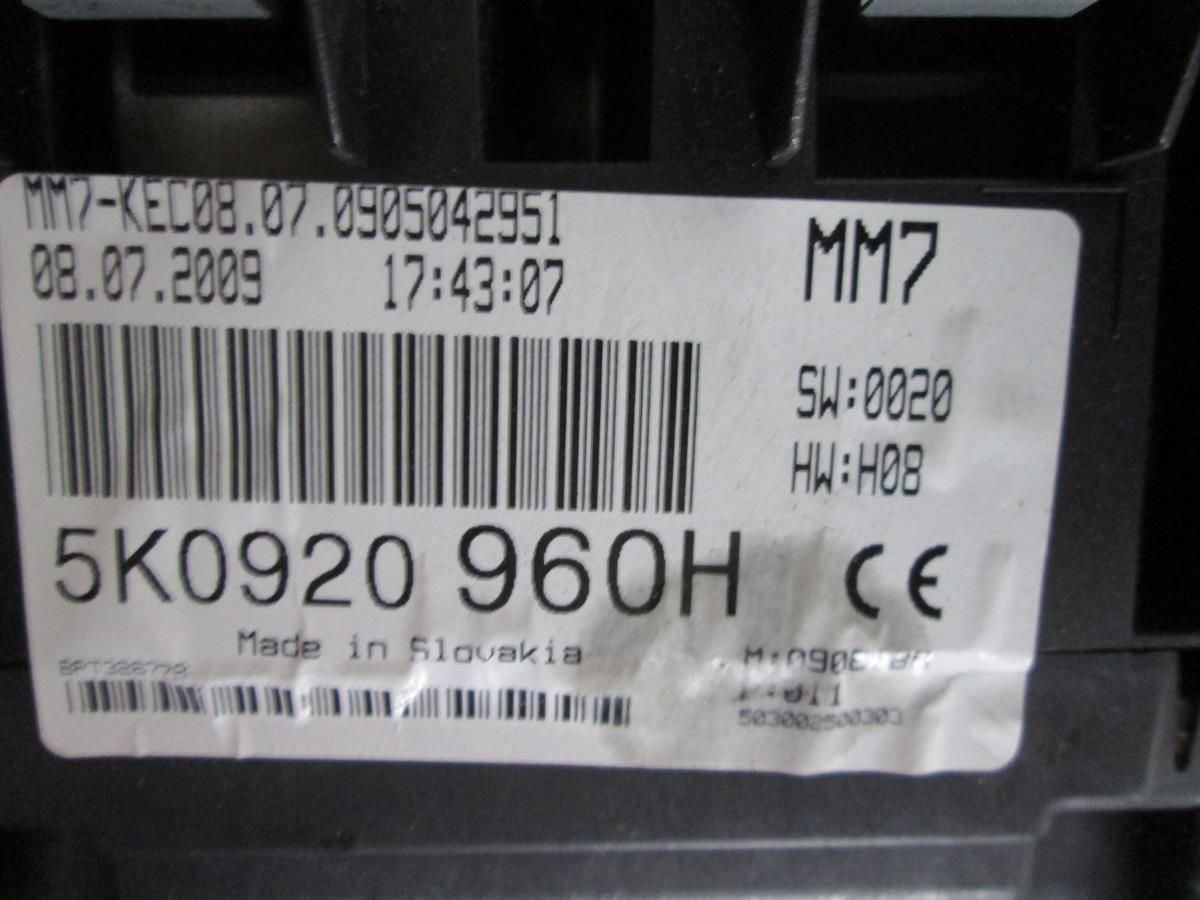 MM7-KEC08.07.0905042951
08.07.2009 17:43:07
MM7
SW:0020
HW:H08
5K0920 960H
CE
Made in Slovakia
503002500303